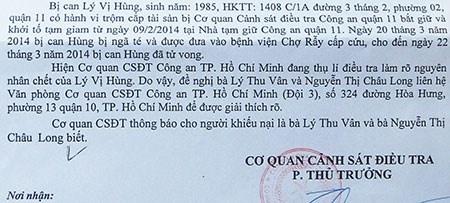 Bị can Lý Vị Hùng, sinh năm: 1985, HKTT: 1408 C/1A đường 3 tháng 2, phường 02,
quận 11 có hành vi trộm cắp tài sản bị Cơ quan Cảnh sát điều tra Công an quận 11 bắt giữ và
khởi tố tạm giam từ ngày 09/2/2014 tại Nhà tạm giữ Công an quận 11. Ngày 20 tháng 3
năm 2014 bị can Hùng bị ngã té và được đưa vào bệnh viện Chợ Rẫy cấp cứu, cho đến ngày 22
tháng 3 năm 2014 bị can Hùng đã tử vong.
Hiện Cơ quan CSĐT Công an TP. Hồ Chí Minh đang thụ lí điều tra làm rõ nguyên
nhân chết của Lý Vị Hùng. Do vậy, đề nghị bà Lý Thu Vân và Nguyễn Thị Châu Long liên hệ
Văn phòng Cơ quan CSĐT Công an TP. Hồ Chí Minh (Đội 3), số 324 đường Hòa Hưng,
phường 13 quận 10, TP. Hồ Chí Minh để được giải thích rõ.
Cơ quan CSĐT thông báo cho người khiếu nại là bà Lý Thu Vân và bà Nguyễn Thị
Châu Long biết.
CƠ QUAN CẢNH SÁT ĐIỀU TRA
P. THỦ TRƯỞNG
Nơi nhận: